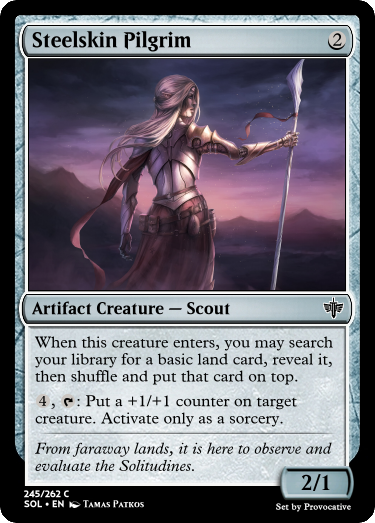 Steelskin Pilgrim 2
Artifact Creature — Scout
When this creature enters, you may search
your library for a basic land card, reveal it,
then shuffle and put that card on top.
4, : Put a +1/+1 counter on target
creature. Activate only as a sorcery.
From faraway lands, it is here to observe and
evaluate the Solitudines.
2/1
245/262 C
SOL • EN Tamas Patkos
Set by Provocative